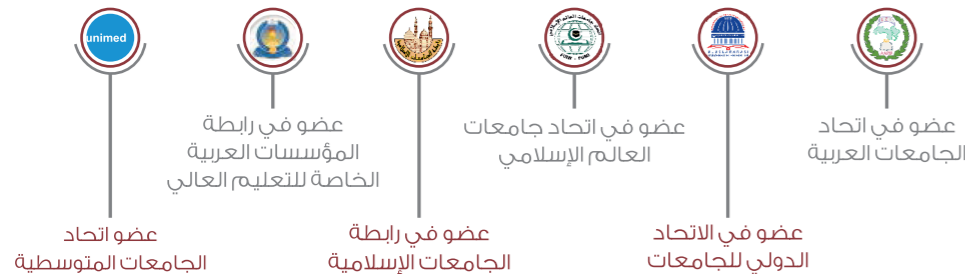 unimed
عضو في اتحاد
الجامعات العربية
عضو في الاتحاد
الدولي للجامعات
عضو في اتحاد جامعات
العالم الإسلامي
عضو في رابطة
الجامعات الإسلامية
عضو في رابطة
المؤسسات العربية
الخاصة للتعليم العالي
عضو اتحاد
الجامعات المتوسطية